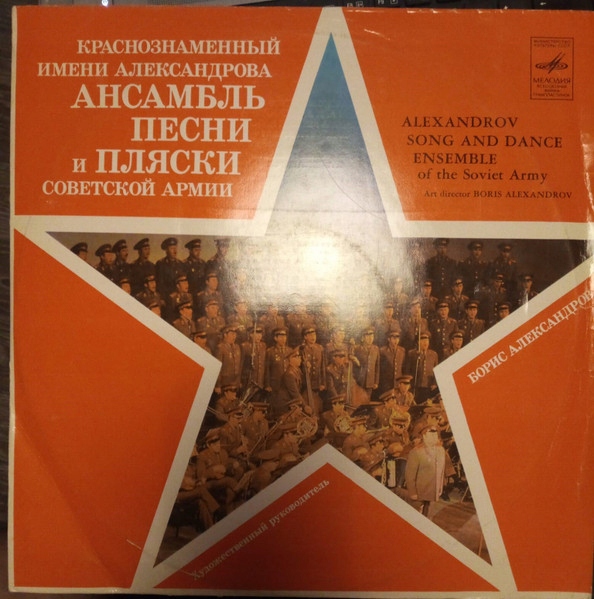 КРАСНОЗНАМЕННЫЙ
ИМЕНИ АЛЕКСАНДРОВА
АНСАМБЛЬ
ПЕСНИ
и ПЛЯСКИ
СОВЕТСКОЙ АРМИИ
МЕЛОДИЯ
ALEXANDROV
SONG AND DANCE
ENSEMBLE
of the Soviet Army
Art director BORIS ALEXANDROV
Художественный руководитель
БОРИС АЛЕКСАНДРОВ